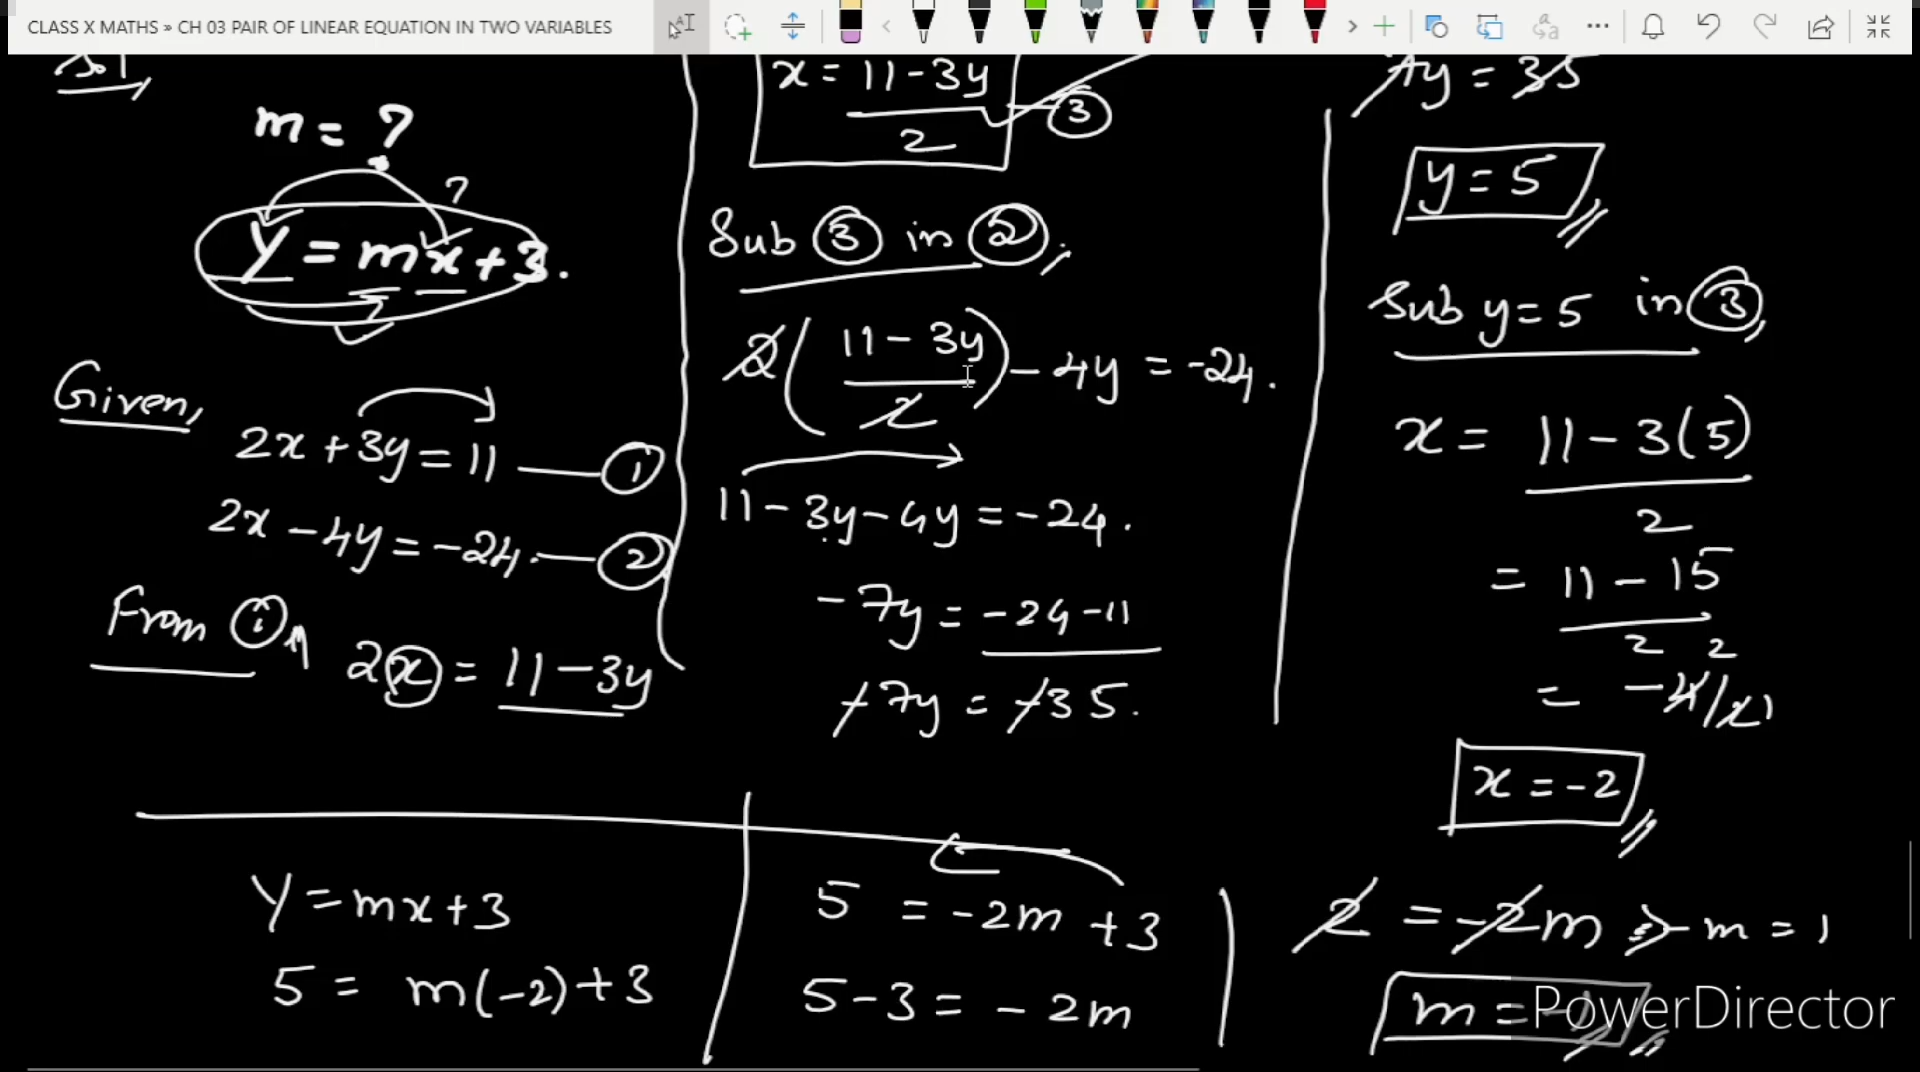 CLASS X MATHS » CH 03 PAIR OF LINEAR EQUATION IN TWO VARIABLES
Sol
m = ?
?
y = mx + 3.
?
Given,
2x + 3y = 11 — ①
2x - 4y = -24. — ②
From ①, 2x = 11 - 3y
x = 11 - 3y / 2 — ③
Sub ③ in ②,
2(11 - 3y / 2) - 4y = -24.
11 - 3y - 4y = -24.
-7y = -24 - 11
-7y = -35.
7y = 35
y = 5
Sub y = 5 in ③,
x = 11 - 3(5) / 2
= 11 - 15 / 2
2
= -4/2 1
x = -2
y = mx + 3
5 = m(-2) + 3
5 = -2m + 3
5 - 3 = -2m
2 = -2m ⇒ -m = 1
m = -1
PowerDirector